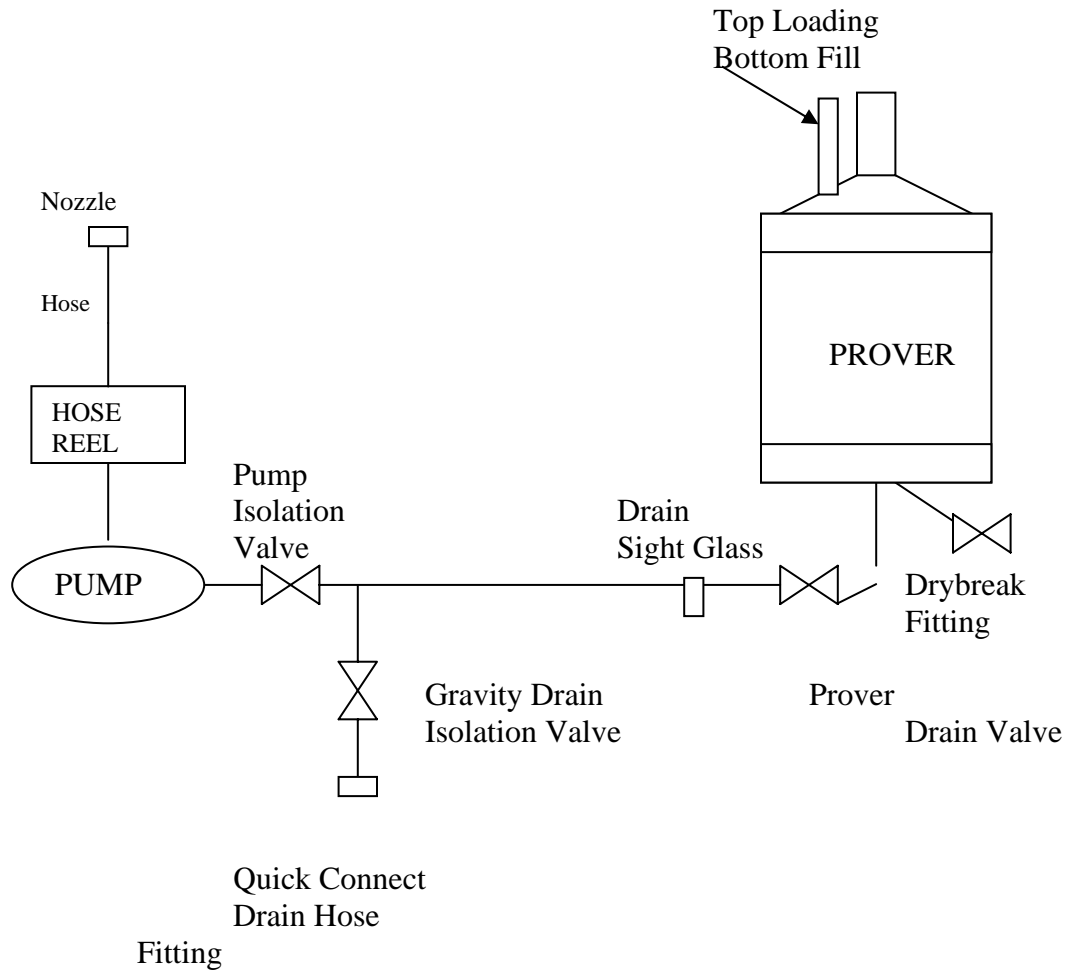 Top Loading
Bottom Fill
Nozzle
Hose
PROVER
HOSE
REEL
Pump
Isolation
Valve
Drain
Sight Glass
PUMP
Drybreak
Fitting
Gravity Drain
Isolation Valve
Prover
Drain Valve
Quick Connect
Drain Hose
Fitting